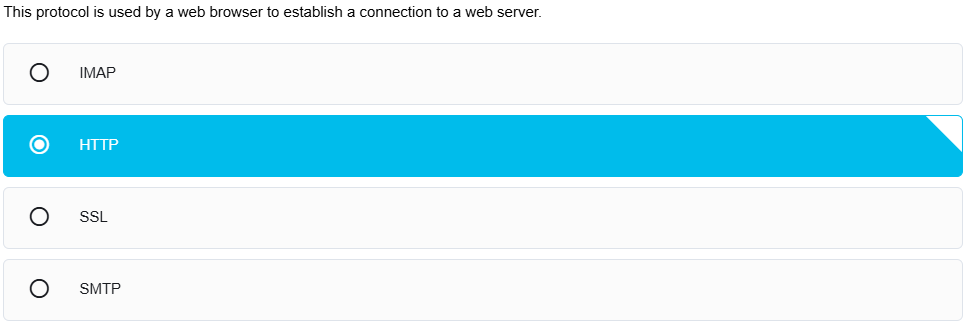 This protocol is used by a web browser to establish a connection to a web server.
IMAP
HTTP
SSL
SMTP